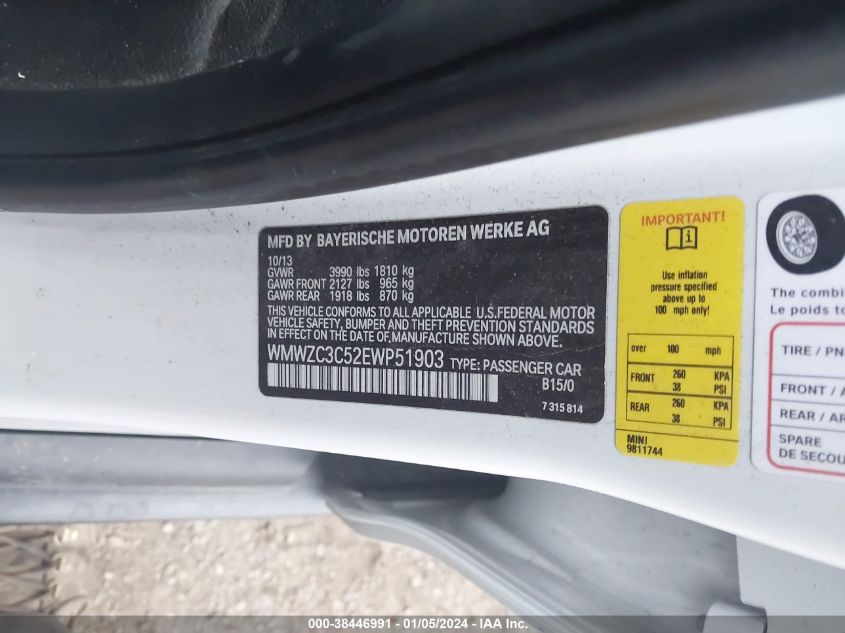 MFD BY BAYERISCHE MOTOREN WERKE AG
10/13
GVWR 3990 lbs 1810 kg
GAWR FRONT 2127 lbs 965 kg
GAWR REAR 1918 lbs 870 kg
THIS VEHICLE CONFORMS TO ALL APPLICABLE U.S.FEDERAL MOTOR
VEHICLE SAFETY, BUMPER AND THEFT PREVENTION STANDARDS
IN EFFECT ON THE DATE OF MANUFACTURE SHOWN ABOVE.
WMWZC3C52EWP51903 TYPE: PASSENGER CAR
B15/0
7 315 814
IMPORTANT!
i
Use inflation
pressure specified
above up to
100 mph only!
over 100 mph
FRONT 260 KPA
38 PSI
REAR 260 KPA
38 PSI
MINI
9811744
The combi
Le poids to
TIRE / PN
FRONT / A
REAR / AR
SPARE
DE SECOU
000-38446991 - 01/05/2024 - IAA Inc.